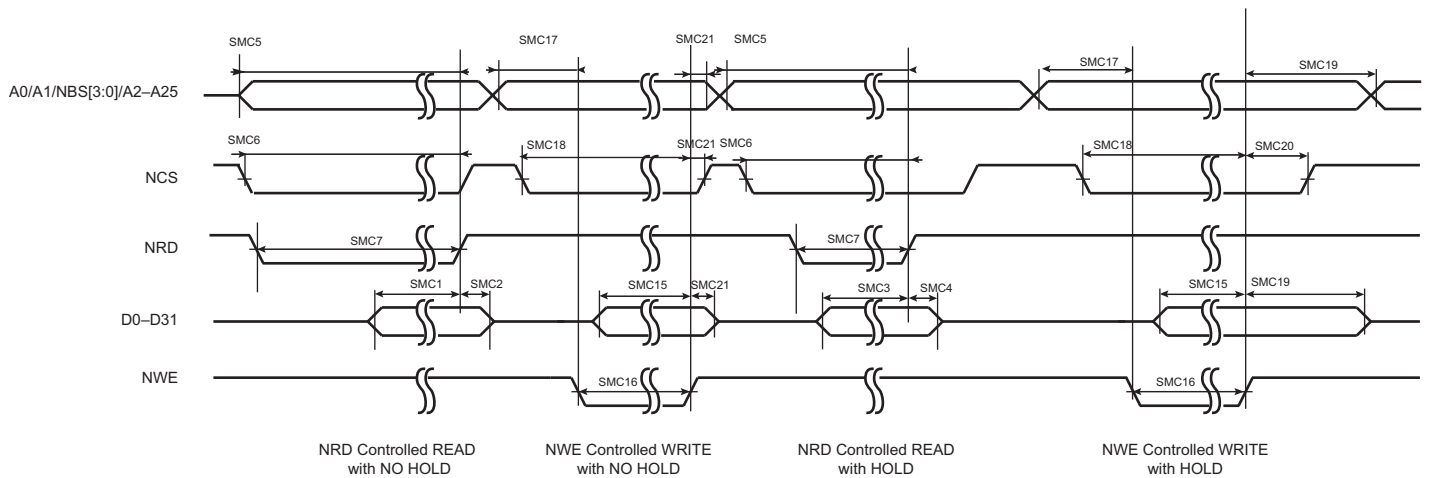 SMC5 SMC17 SMC21 SMC5 SMC17 SMC19
A0/A1/NBS[3:0]/A2–A25
SMC6 SMC18 SMC21 SMC6 SMC18 SMC20
NCS
NRD SMC7 SMC7
SMC1 SMC2 SMC15 SMC21 SMC3 SMC4 SMC15 SMC19
D0–D31
NWE SMC16 SMC16
NRD Controlled READ
with NO HOLD
NWE Controlled WRITE
with NO HOLD
NRD Controlled READ
with HOLD
NWE Controlled WRITE
with HOLD